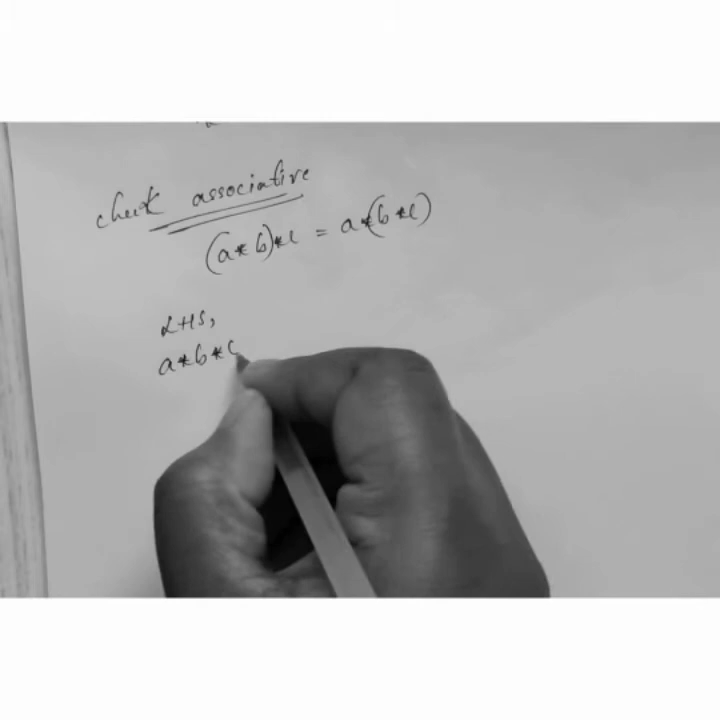 check associative
(a*b)*c = a*(b*c)
LHS,
a*b*c